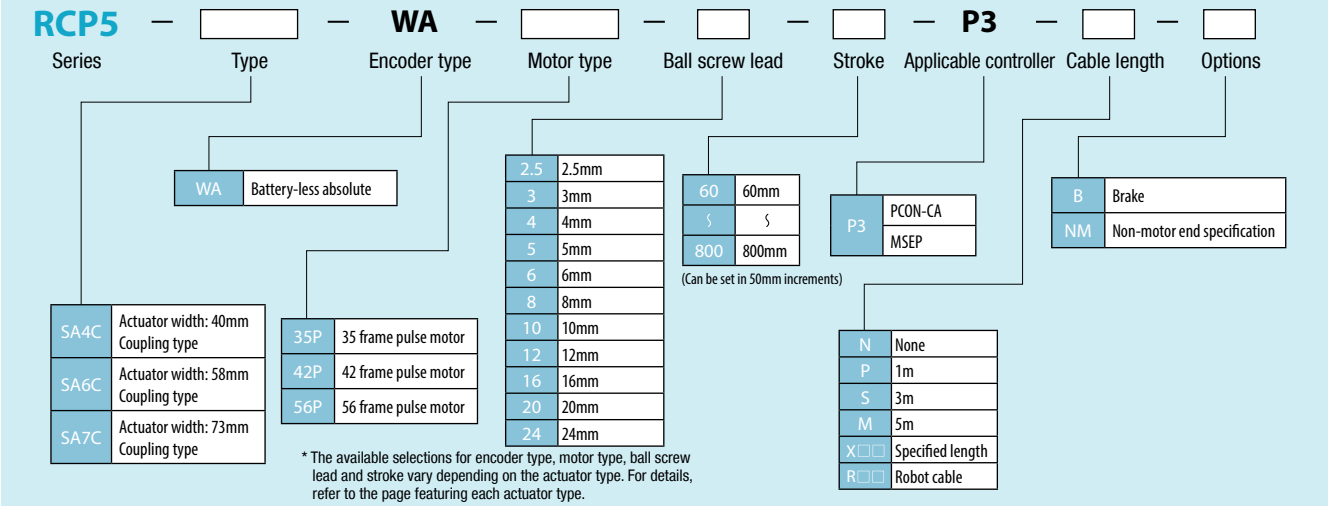 RCP5 – – WA – – – – P3 – –
Series Type Encoder type Motor type Ball screw lead Stroke Applicable controller Cable length Options
SA4C Actuator width: 40mm
Coupling type
SA6C Actuator width: 58mm
Coupling type
SA7C Actuator width: 73mm
Coupling type
WA Battery-less absolute
35P 35 frame pulse motor
42P 42 frame pulse motor
56P 56 frame pulse motor
2.5 2.5mm
3 3mm
4 4mm
5 5mm
6 6mm
8 8mm
10 10mm
12 12mm
16 16mm
20 20mm
24 24mm
60 60mm
⸾ ⸾
800 800mm
(Can be set in 50mm increments)
P3 PCON-CA
MSEP
N None
P 1m
S 3m
M 5m
X□□ Specified length
R□□ Robot cable
B Brake
NM Non-motor end specification
* The available selections for encoder type, motor type, ball screw
lead and stroke vary depending on the actuator type. For details,
refer to the page featuring each actuator type.